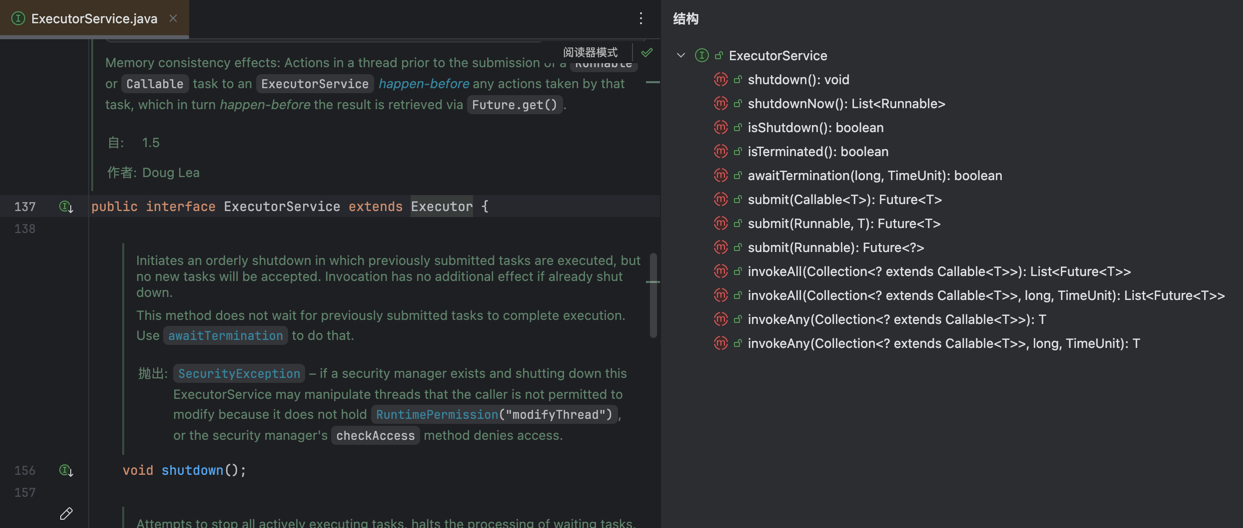 ExecutorService.java
阅读器模式
Memory consistency effects: Actions in a thread prior to the submission of a Runnable
or Callable task to an ExecutorService happen-before any actions taken by that
task, which in turn happen-before the result is retrieved via Future.get().
自: 1.5
作者: Doug Lea
137 public interface ExecutorService extends Executor {
138
Initiates an orderly shutdown in which previously submitted tasks are executed, but
no new tasks will be accepted. Invocation has no additional effect if already shut
down.
This method does not wait for previously submitted tasks to complete execution.
Use awaitTermination to do that.
抛出: SecurityException – if a security manager exists and shutting down this
ExecutorService may manipulate threads that the caller is not permitted to
modify because it does not hold RuntimePermission("modifyThread"),
or the security manager's checkAccess method denies access.
156 void shutdown();
157
Attempts to stop all actively executing tasks, halts the processing of waiting tasks,
结构
ExecutorService
shutdown(): void
shutdownNow(): List<Runnable>
isShutdown(): boolean
isTerminated(): boolean
awaitTermination(long, TimeUnit): boolean
submit(Callable<T>): Future<T>
submit(Runnable, T): Future<T>
submit(Runnable): Future<?>
invokeAll(Collection<? extends Callable<T>>): List<Future<T>>
invokeAll(Collection<? extends Callable<T>>, long, TimeUnit): List<Future<T>>
invokeAny(Collection<? extends Callable<T>>): T
invokeAny(Collection<? extends Callable<T>>, long, TimeUnit): T